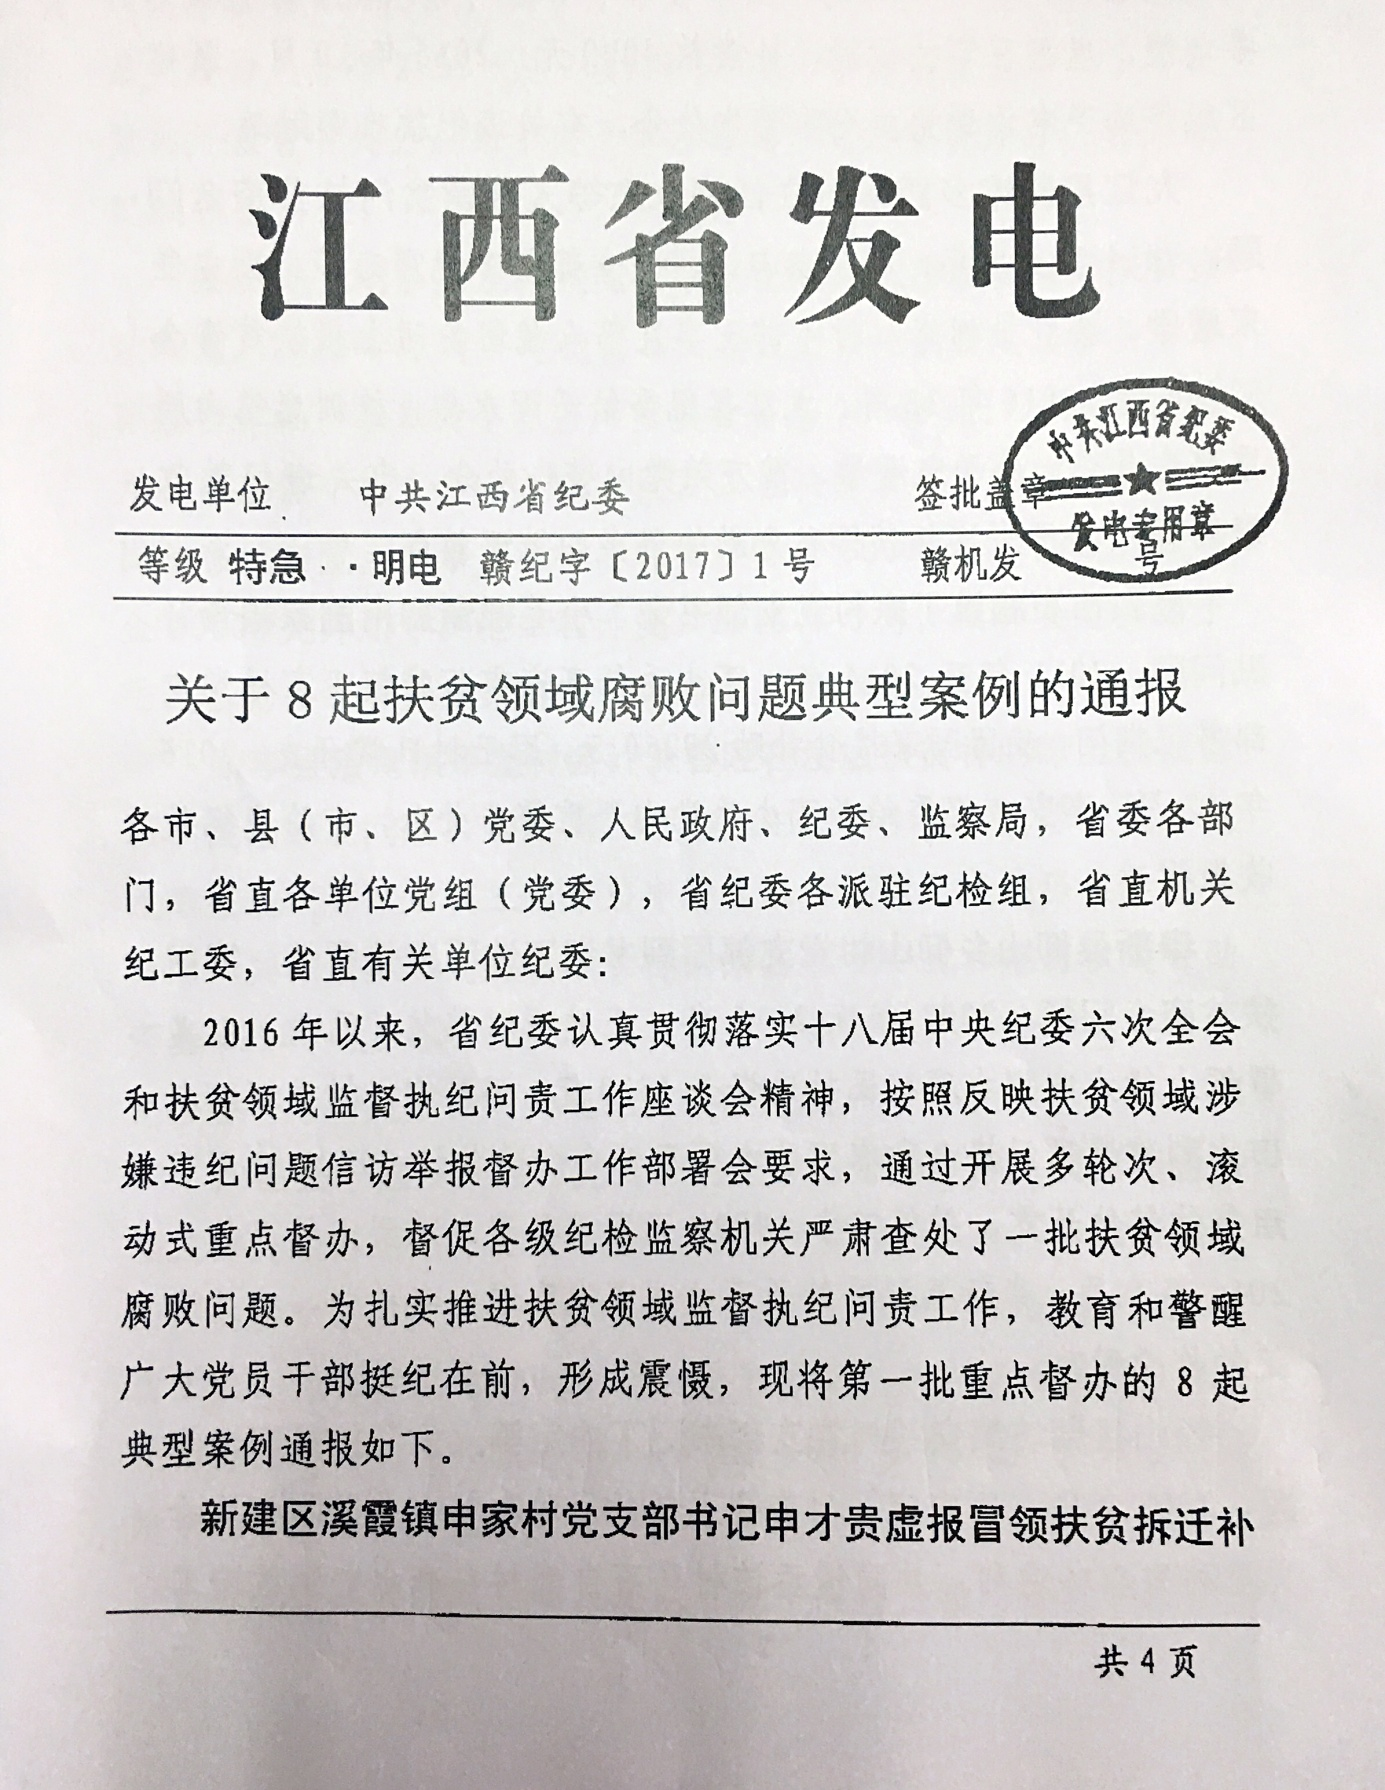 江西省发电
中共江西省纪委
发电专用章
发电单位 中共江西省纪委 签批盖章
等级 特急·明电 赣纪字〔2017〕1号 赣机发 号
关于8起扶贫领域腐败问题典型案例的通报
各市、县（市、区）党委、人民政府、纪委、监察局，省委各部
门，省直各单位党组（党委），省纪委各派驻纪检组，省直机关
纪工委，省直有关单位纪委：
2016年以来，省纪委认真贯彻落实十八届中央纪委六次全会
和扶贫领域监督执纪问责工作座谈会精神，按照反映扶贫领域涉
嫌违纪问题信访举报督办工作部署会要求，通过开展多轮次、滚
动式重点督办，督促各级纪检监察机关严肃查处了一批扶贫领域
腐败问题。为扎实推进扶贫领域监督执纪问责工作，教育和警醒
广大党员干部挺纪在前，形成震慑，现将第一批重点督办的8起
典型案例通报如下。
新建区溪霞镇申家村党支部书记申才贵虚报冒领扶贫拆迁补
共4页